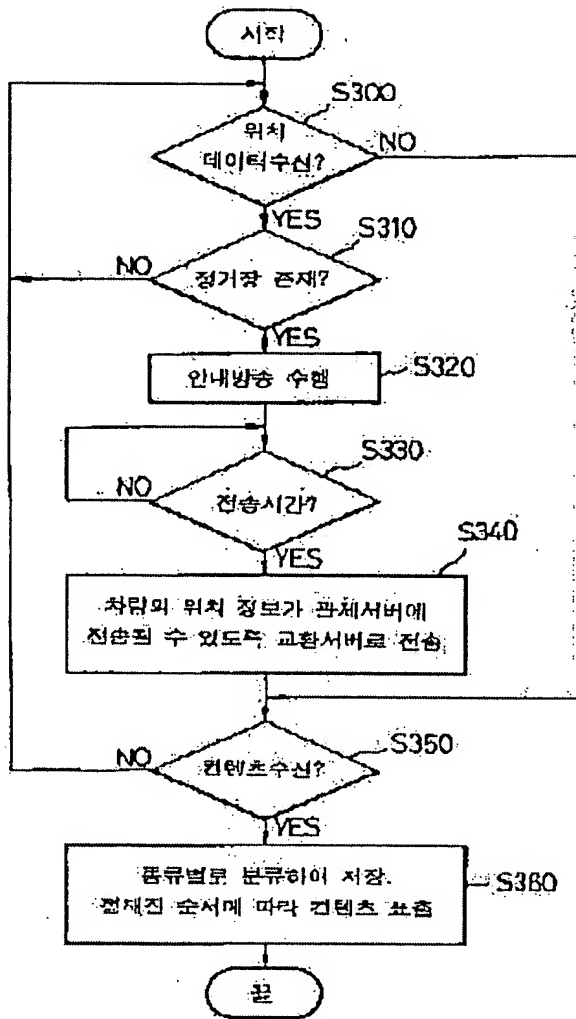 시작
S300
위치
데이터수신?
NO
YES
S310
정거장 존재?
NO
YES
안내방송 수행
S320
S330
전송시간?
NO
YES
S340
차량의 위치 정보가 관제서버에
전송될 수 있도록 교환서버로 전송
S350
컨텐츠수신?
NO
YES
종류별로 분류하여 저장.
정해진 순서에 따라 컨텐츠 표출
S360
끝